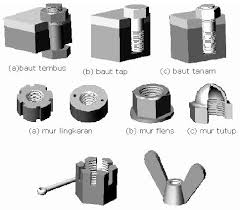 (a)baut tembus
(b) baut tap
(c) baut tanam
(a) mur lingkaran
(b) mur flens
(c) mur tutup